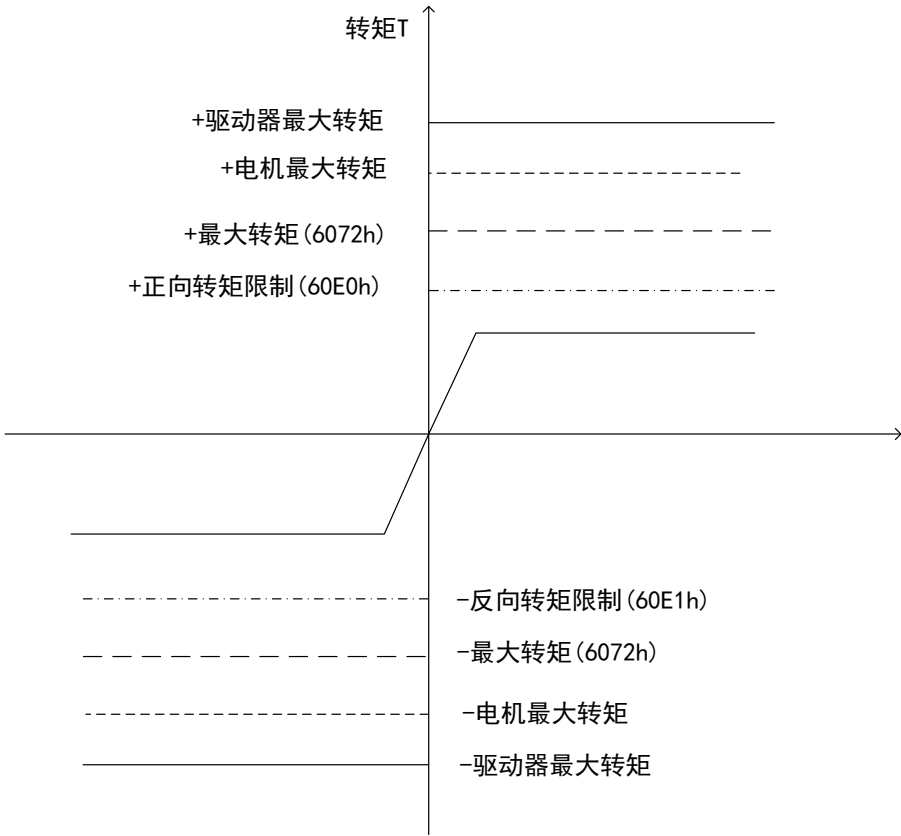 转矩T
+驱动器最大转矩
+电机最大转矩
+最大转矩(6072h)
+正向转矩限制(60E0h)
-反向转矩限制(60E1h)
-最大转矩(6072h)
-电机最大转矩
-驱动器最大转矩